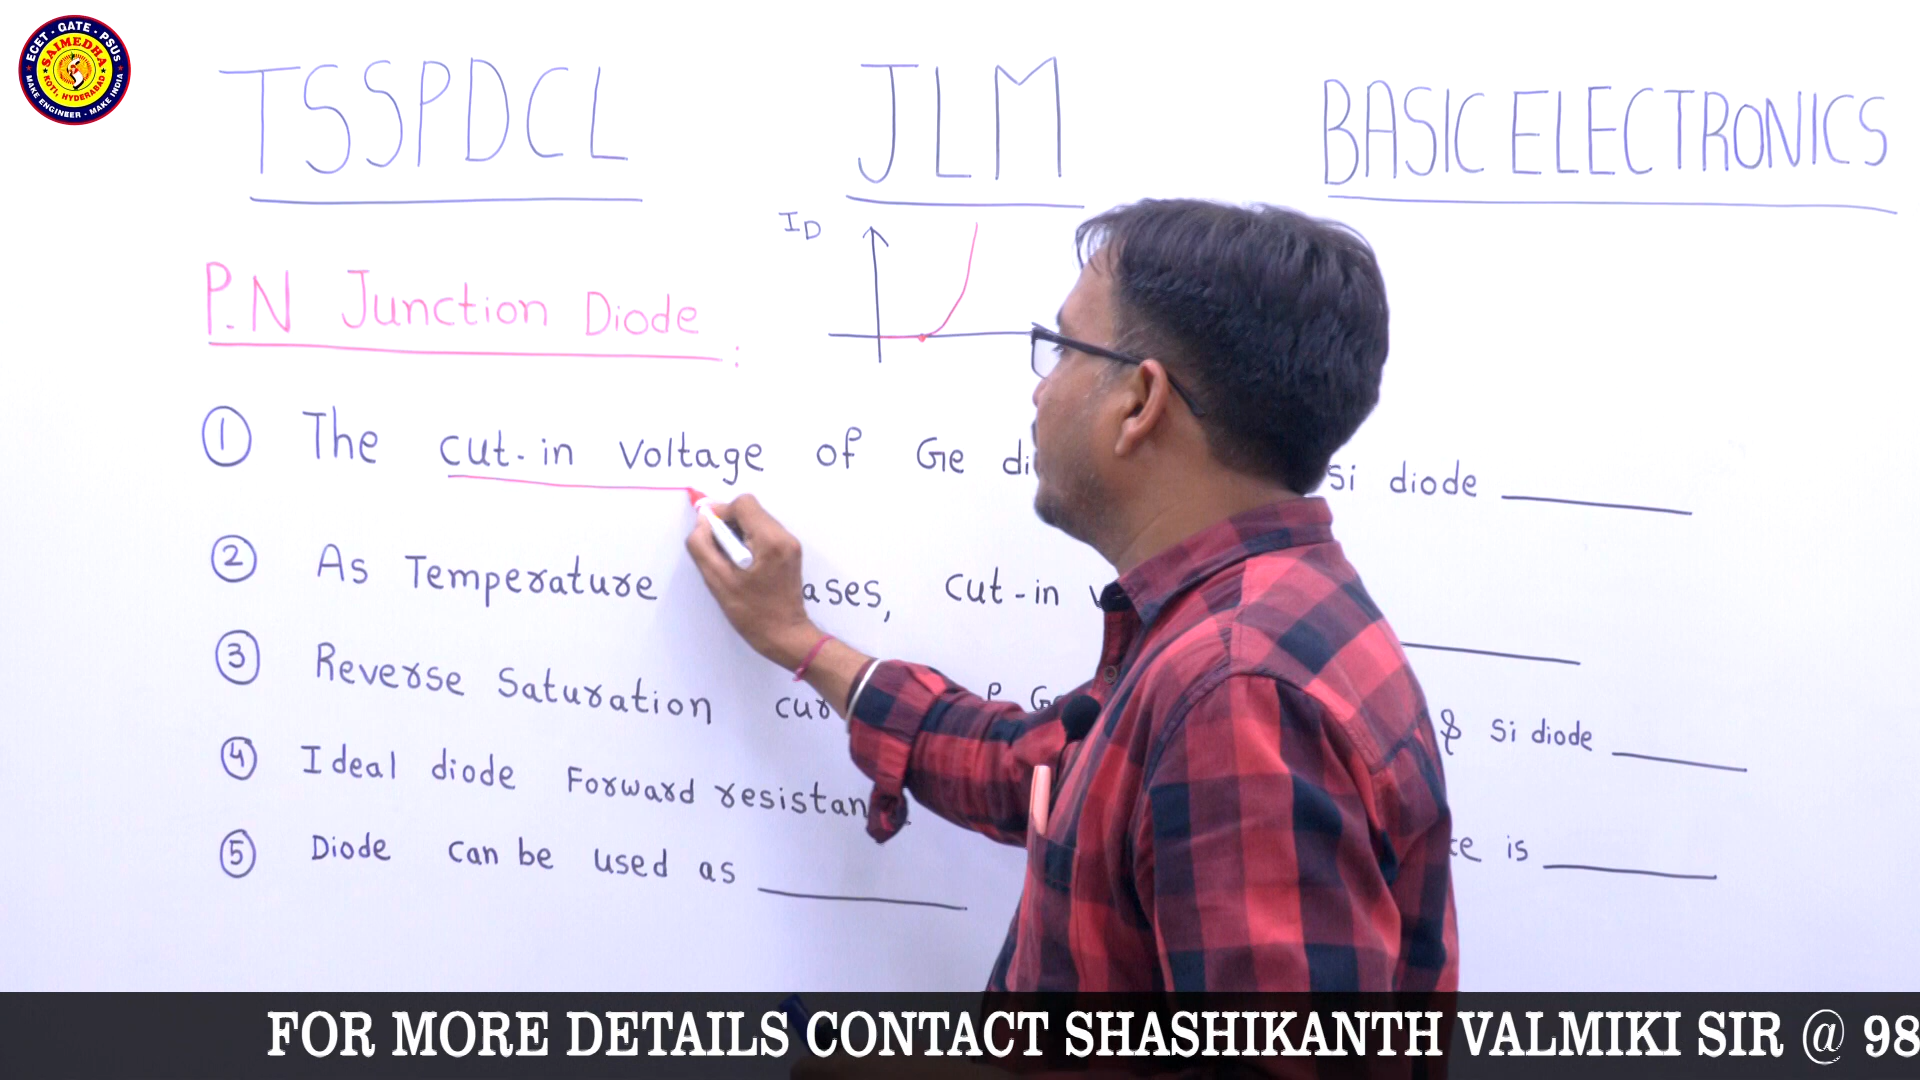 ECET - GATE - PSUs
SAIMEDHA
KOTI, HYDERABAD
MAKE ENGINEER - MAKE INDIA
TSSPDCL JLM BASIC ELECTRONICS
ID
P.N Junction Diode :
1 The cut-in voltage of Ge di Si diode
2 As Temperature ases, cut-in
3 Reverse Saturation cur Ge & Si diode
4 Ideal diode Forward resistan ce is
5 Diode can be used as
FOR MORE DETAILS CONTACT SHASHIKANTH VALMIKI SIR @ 98